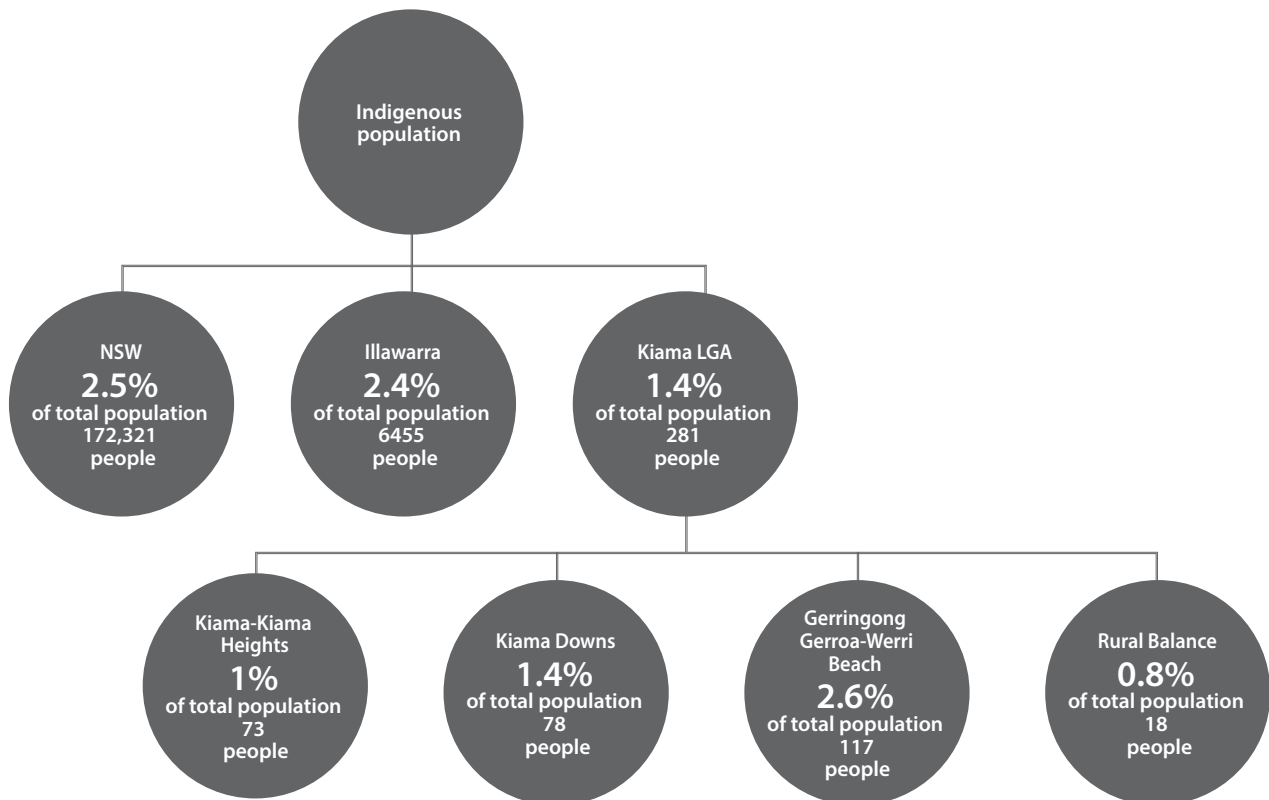 Indigenous
population
NSW
2.5%
of total population
172,321
people
Illawarra
2.4%
of total population
6455
people
Kiama LGA
1.4%
of total population
281
people
Kiama-Kiama
Heights
1%
of total population
73
people
Kiama Downs
1.4%
of total population
78
people
Gerringong
Gerroa-Werri
Beach
2.6%
of total population
117
people
Rural Balance
0.8%
of total population
18
people